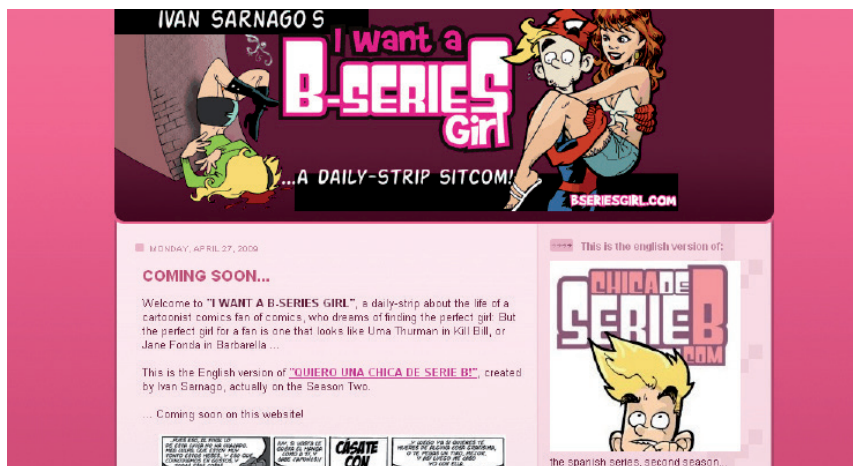 IVAN SARNAGO'S
I want a
B-SERIES
Girl
...A DAILY-STRIP SITCOM!
BSERIESGIRL.COM
MONDAY, APRIL 27, 2009
COMING SOON...
Welcome to "I WANT A B-SERIES GIRL", a daily-strip about the life of a
cartoonist comics fan of comics, who dreams of finding the perfect girl. But
the perfect girl for a fan is one that looks like Uma Thurman in Kill Bill, or
Jane Fonda in Barbarella ...
This is the English version of "QUIERO UNA CHICA DE SERIE B!", created
by Ivan Sarnago, actually on the Season Two.
... Coming soon on this website!
CÁSATE
CON
This is the english version of:
CHICADE
SERIEB
.COM
the spanish series, second season.